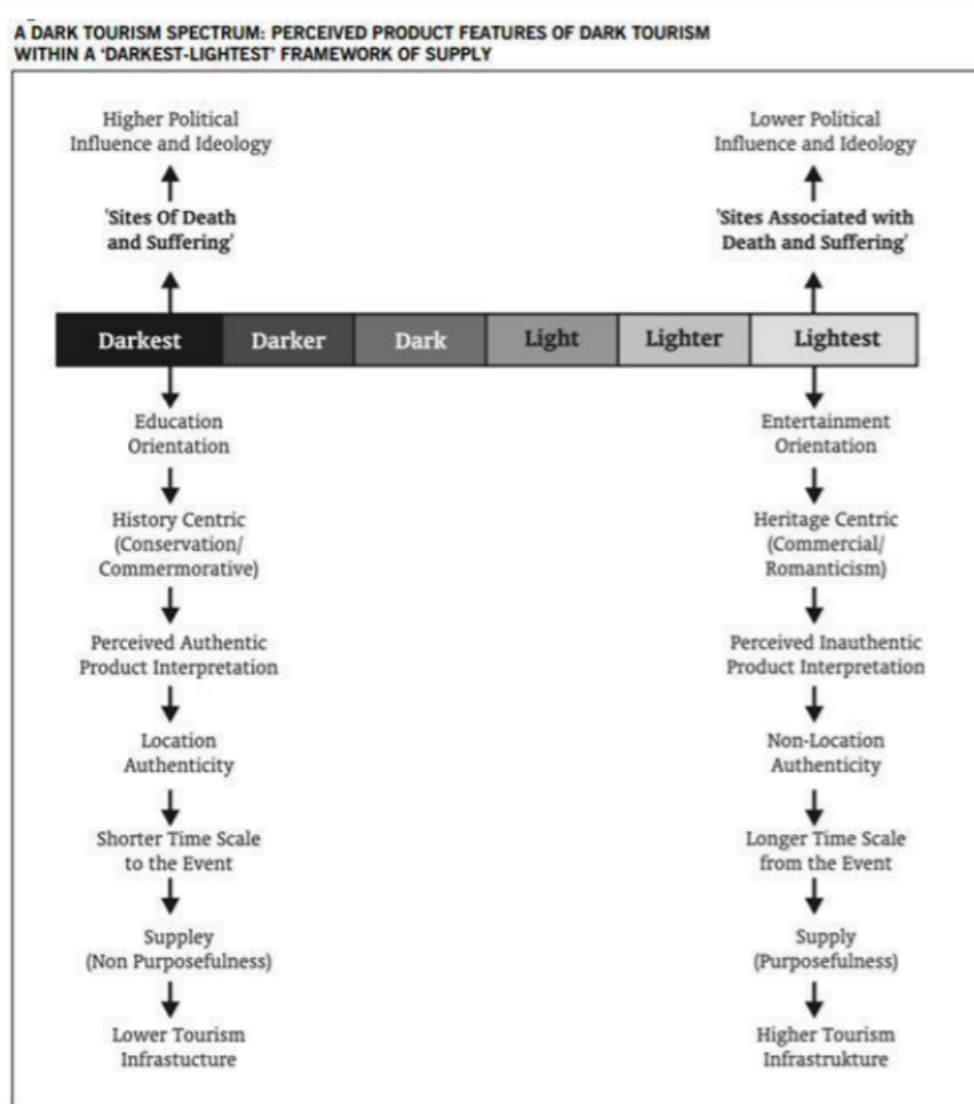 A DARK TOURISM SPECTRUM: PERCEIVED PRODUCT FEATURES OF DARK TOURISM
WITHIN A ‘DARKEST-LIGHTEST’ FRAMEWORK OF SUPPLY
Higher Political
Influence and Ideology
'Sites Of Death
and Suffering'
Lower Political
Influence and Ideology
'Sites Associated with
Death and Suffering'
Darkest
Darker
Dark
Light
Lighter
Lightest
Education
Orientation
History Centric
(Conservation/
Commermorative)
Perceived Authentic
Product Interpretation
Location
Authenticity
Shorter Time Scale
to the Event
Suppley
(Non Purposefulness)
Lower Tourism
Infrastucture
Entertainment
Orientation
Heritage Centric
(Commercial/
Romanticism)
Perceived Inauthentic
Product Interpretation
Non-Location
Authenticity
Longer Time Scale
from the Event
Supply
(Purposefulness)
Higher Tourism
Infrastrukture